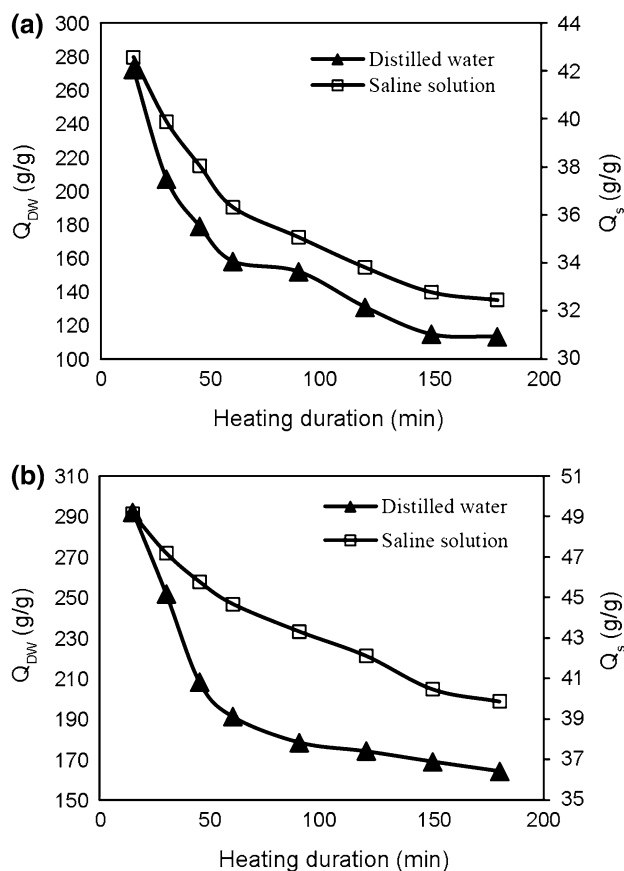 (a)
300
280
260
240
220
200
180
160
140
120
100
Q_DW (g/g)
Distilled water
Saline solution
44
42
40
38
36
34
32
30
Q_s (g/g)
0 50 100 150 200
Heating duration (min)
(b)
310
290
270
250
230
210
190
170
150
Q_DW (g/g)
Distilled water
Saline solution
51
49
47
45
43
41
39
37
35
Q_s (g/g)
0 50 100 150 200
Heating duration (min)